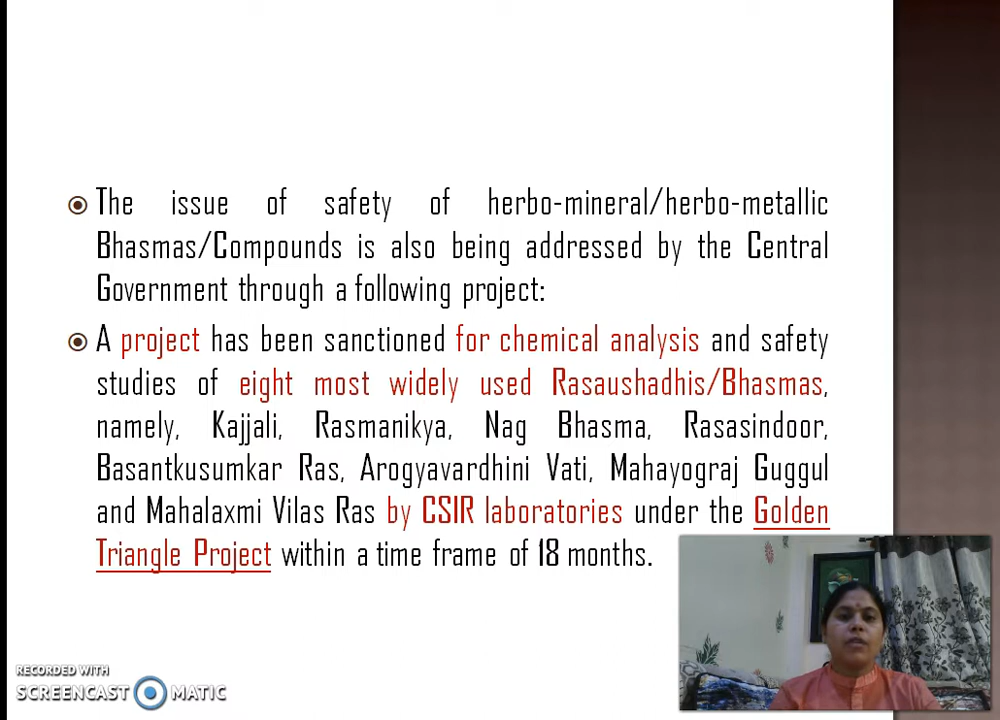 The issue of safety of herbo-mineral/herbo-metallic
Bhasmas/Compounds is also being addressed by the Central
Government through a following project:
A project has been sanctioned for chemical analysis and safety
studies of eight most widely used Rasaushadhis/Bhasmas,
namely, Kajjali, Rasmanikya, Nag Bhasma, Rasasindoor,
Basantkusumkar Ras, Arogyavardhini Vati, Mahayograj Guggul
and Mahalaxmi Vilas Ras by CSIR laboratories under the Golden
Triangle Project within a time frame of 18 months.
RECORDED WITH
SCREENCAST MATIC